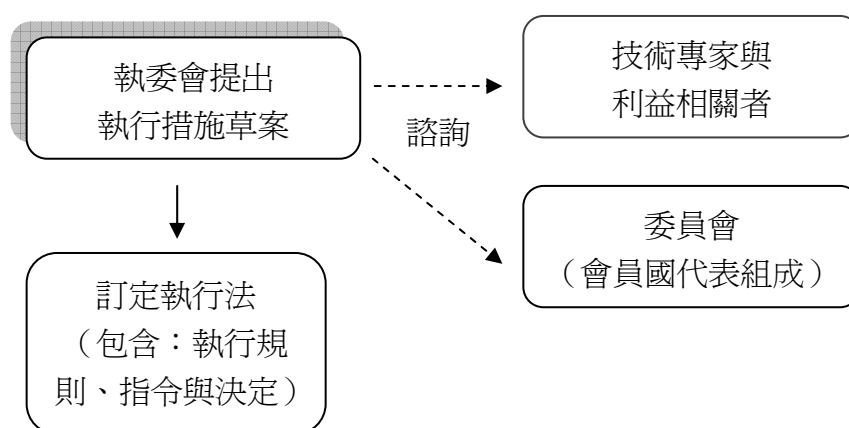 執委會提出
執行措施草案
技術專家與
利益相關者
諮詢
委員會
（會員國代表組成）
訂定執行法
（包含：執行規
則、指令與決定）